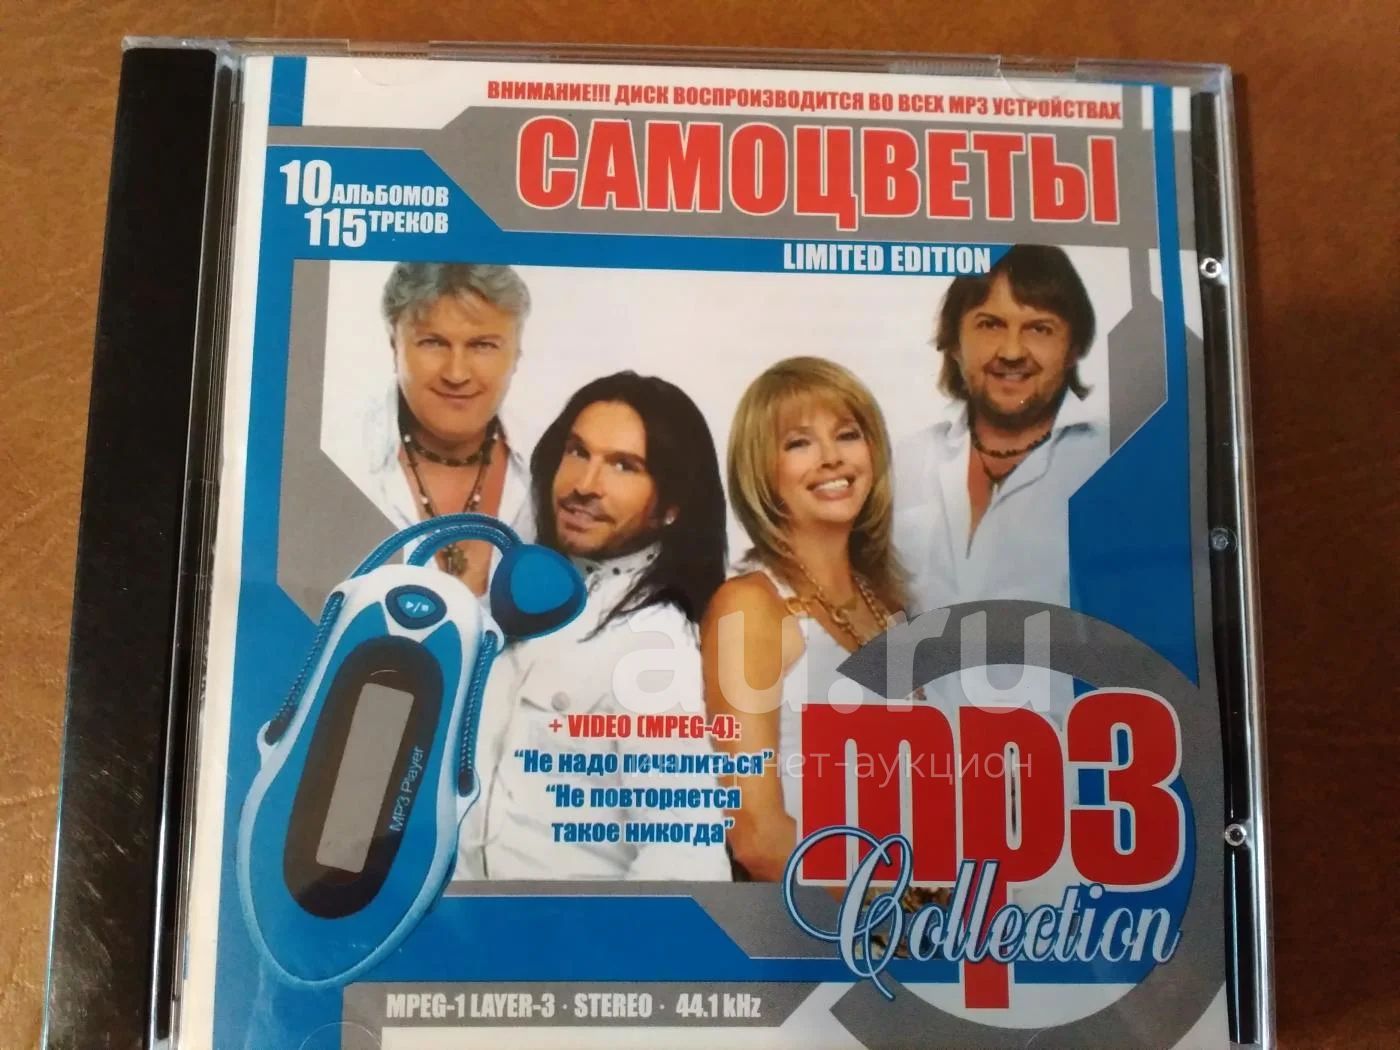 ВНИМАНИЕ!!! ДИСК ВОСПРОИЗВОДИТСЯ ВО ВСЕХ MP3 УСТРОЙСТВАХ
САМОЦВЕТЫ
10 АЛЬБОМОВ
115 ТРЕКОВ
LIMITED EDITION
au.ru
интернет-аукцион
+ VIDEO (MPEG-4):
“Не надо печалиться”
“Не повторяется
такое никогда”
MP3 Player
mp3
Collection
MPEG-1 LAYER-3 · STEREO · 44.1 kHz